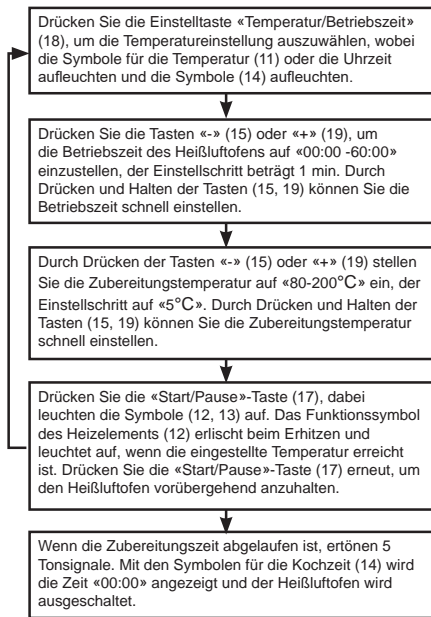 Drücken Sie die Einstelltaste «Temperatur/Betriebszeit»
(18), um die Temperatureinstellung auszuwählen, wobei
die Symbole für die Temperatur (11) oder die Uhrzeit
aufleuchten und die Symbole (14) aufleuchten.
Drücken Sie die Tasten «-» (15) oder «+» (19), um
die Betriebszeit des Heißluftofens auf «00:00 -60:00»
einzustellen, der Einstellschritt beträgt 1 min. Durch
Drücken und Halten der Tasten (15, 19) können Sie die
Betriebszeit schnell einstellen.
Durch Drücken der Tasten «-» (15) oder «+» (19) stellen
Sie die Zubereitungstemperatur auf «80-200°C» ein, der
Einstellschritt auf «5°C». Durch Drücken und Halten der
Tasten (15, 19) können Sie die Zubereitungstemperatur
schnell einstellen.
Drücken Sie die «Start/Pause»-Taste (17), dabei
leuchten die Symbole (12, 13) auf. Das Funktionssymbol
des Heizelements (12) erlischt beim Erhitzen und
leuchtet auf, wenn die eingestellte Temperatur erreicht
ist. Drücken Sie die «Start/Pause»-Taste (17) erneut, um
den Heißluftofen vorübergehend anzuhalten.
Wenn die Zubereitungszeit abgelaufen ist, ertönen 5
Tonsignale. Mit den Symbolen für die Kochzeit (14) wird
die Zeit «00:00» angezeigt und der Heißluftofen wird
ausgeschaltet.